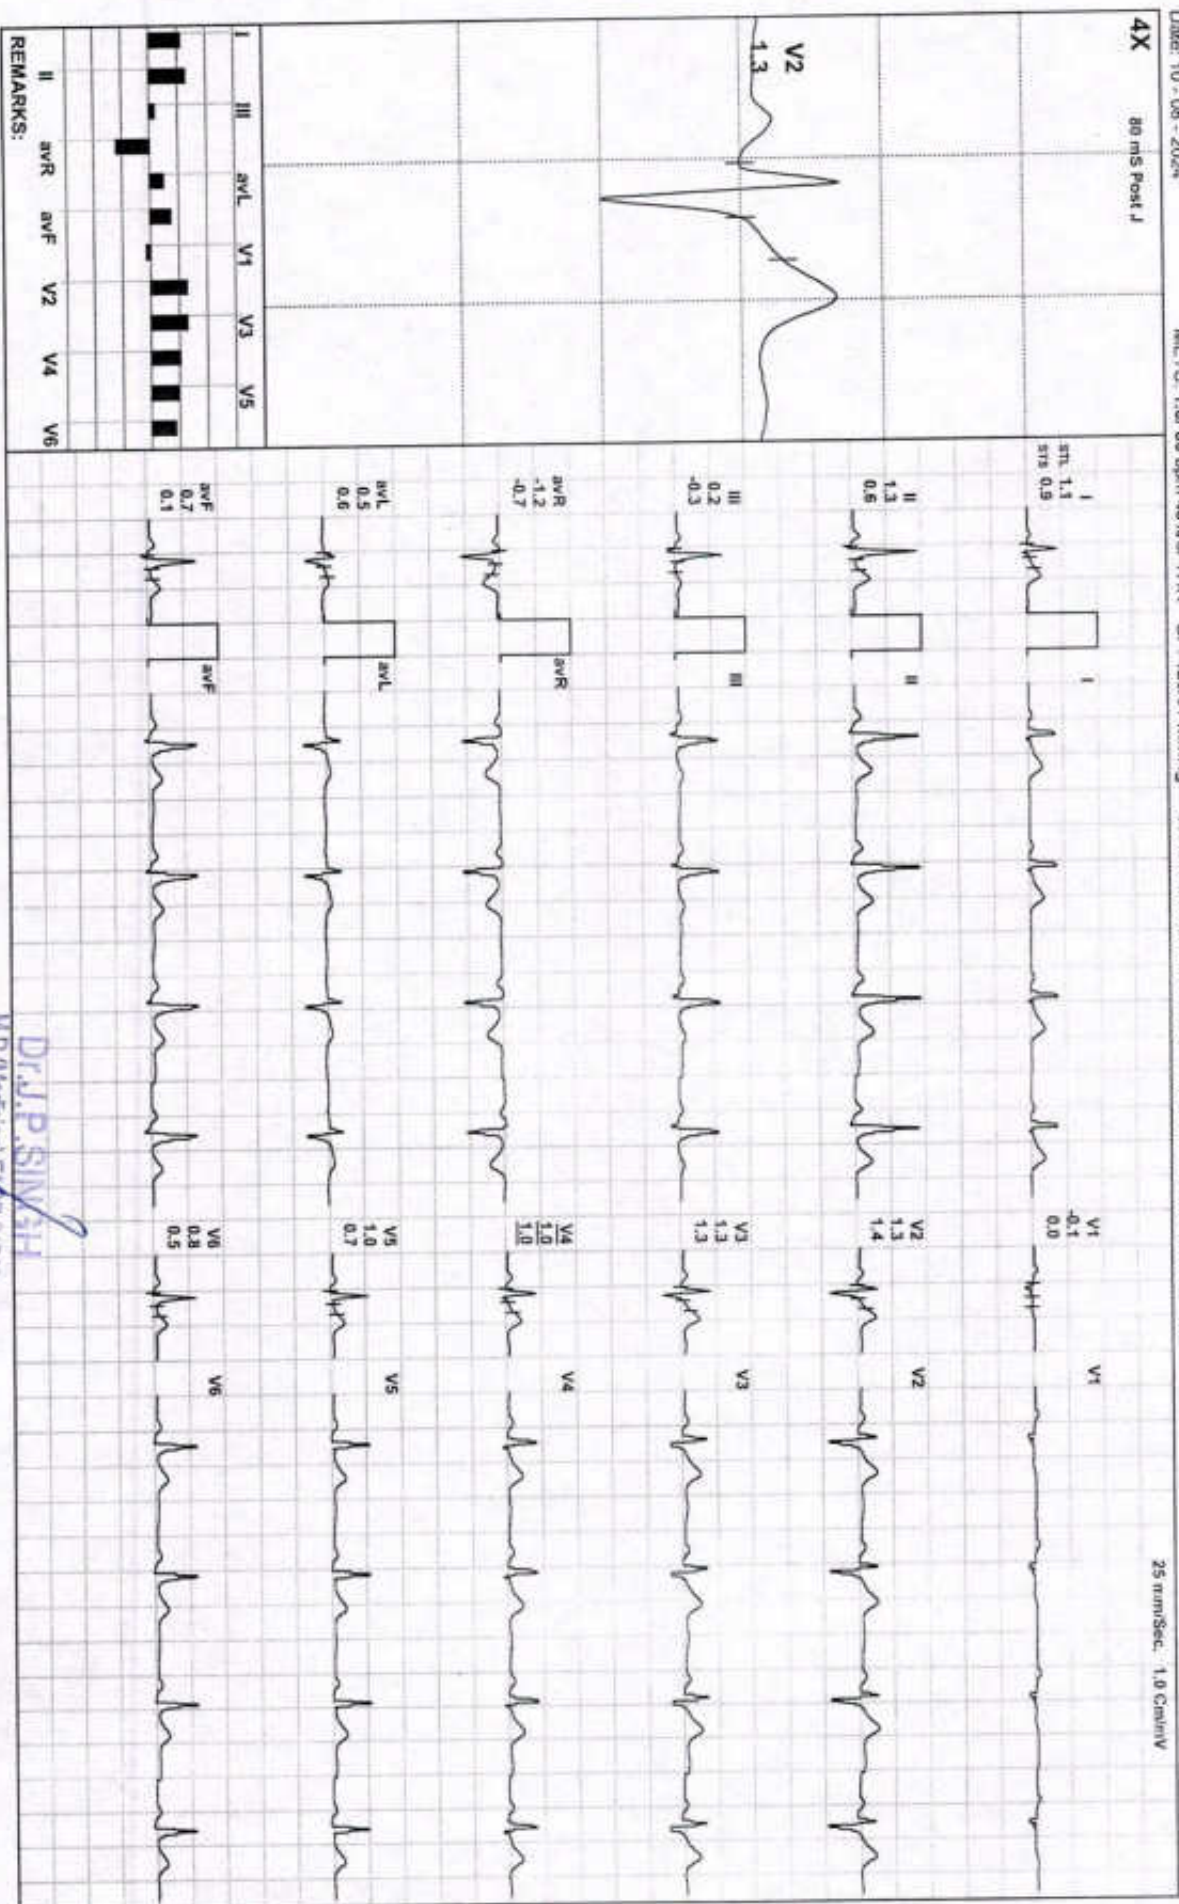 4X
80 mS Post J
25 mm/Sec. 1.0 Cm/mV
V2
1.3
I
STL 1.1
STS 0.9
I
V1
-0.1
0.0
V1
II
1.3
0.6
II
V2
1.3
1.4
V2
III
0.2
-0.3
III
V3
1.3
1.3
V3
avR
-1.2
-0.7
avR
V4
1.0
1.0
V4
avL
0.5
0.6
avL
V5
1.0
0.7
V5
avF
0.7
0.1
avF
V6
0.8
0.5
V6
I III avL V1 V3 V5
II avR avF V2 V4 V6
REMARKS:
Dr.J.P.SINGH